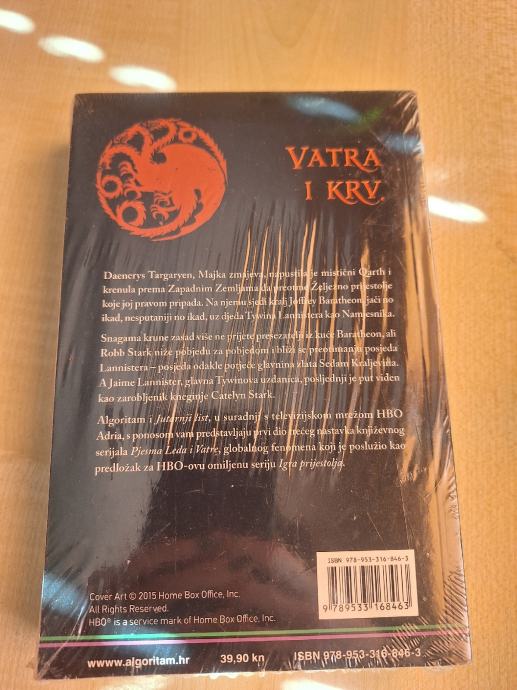 VATRA
I KRV
Daenerys Targaryen, Majka zmajeva, napustila je mistični Qarth i
krenula prema Zapadnim Zemljama da preotme Željezno prijestolje
koje joj pravom pripada. Na njemu sjedi kralj Joffrey Baratheon, jači no
ikad, nesputaniji no ikad, uz djeda Tywina Lannistera kao Namjesnika.
Snagama krune zasad više ne prijete presezatelji iz kuće Baratheon, ali
Robb Stark niže pobjedu za pobjedom i bliži se preotimanju posjeda
Lannistera – posjeda odakle potječe glavnina zlata Sedam Kraljevina.
A Jaime Lannister, glavna Tywinova uzdanica, posljednji je put viđen
kao zarobljenik kneginje Catelyn Stark.
Algoritam i Jutarnji list, u suradnji s televizijskom mrežom HBO
Adria, s ponosom vam predstavljaju prvi dio trećeg nastavka književnog
serijala Pjesma Leda i Vatre, globalnog fenomena koji je poslužio kao
predložak za HBO-ovu omiljenu seriju Igra prijestolja.
ISBN 978-953-316-846-3
9789533168463
Cover Art © 2015 Home Box Office, Inc.
All Rights Reserved.
HBO® is a service mark of Home Box Office, Inc.
www.algoritam.hr 39,90 kn ISBN 978-953-316-846-3